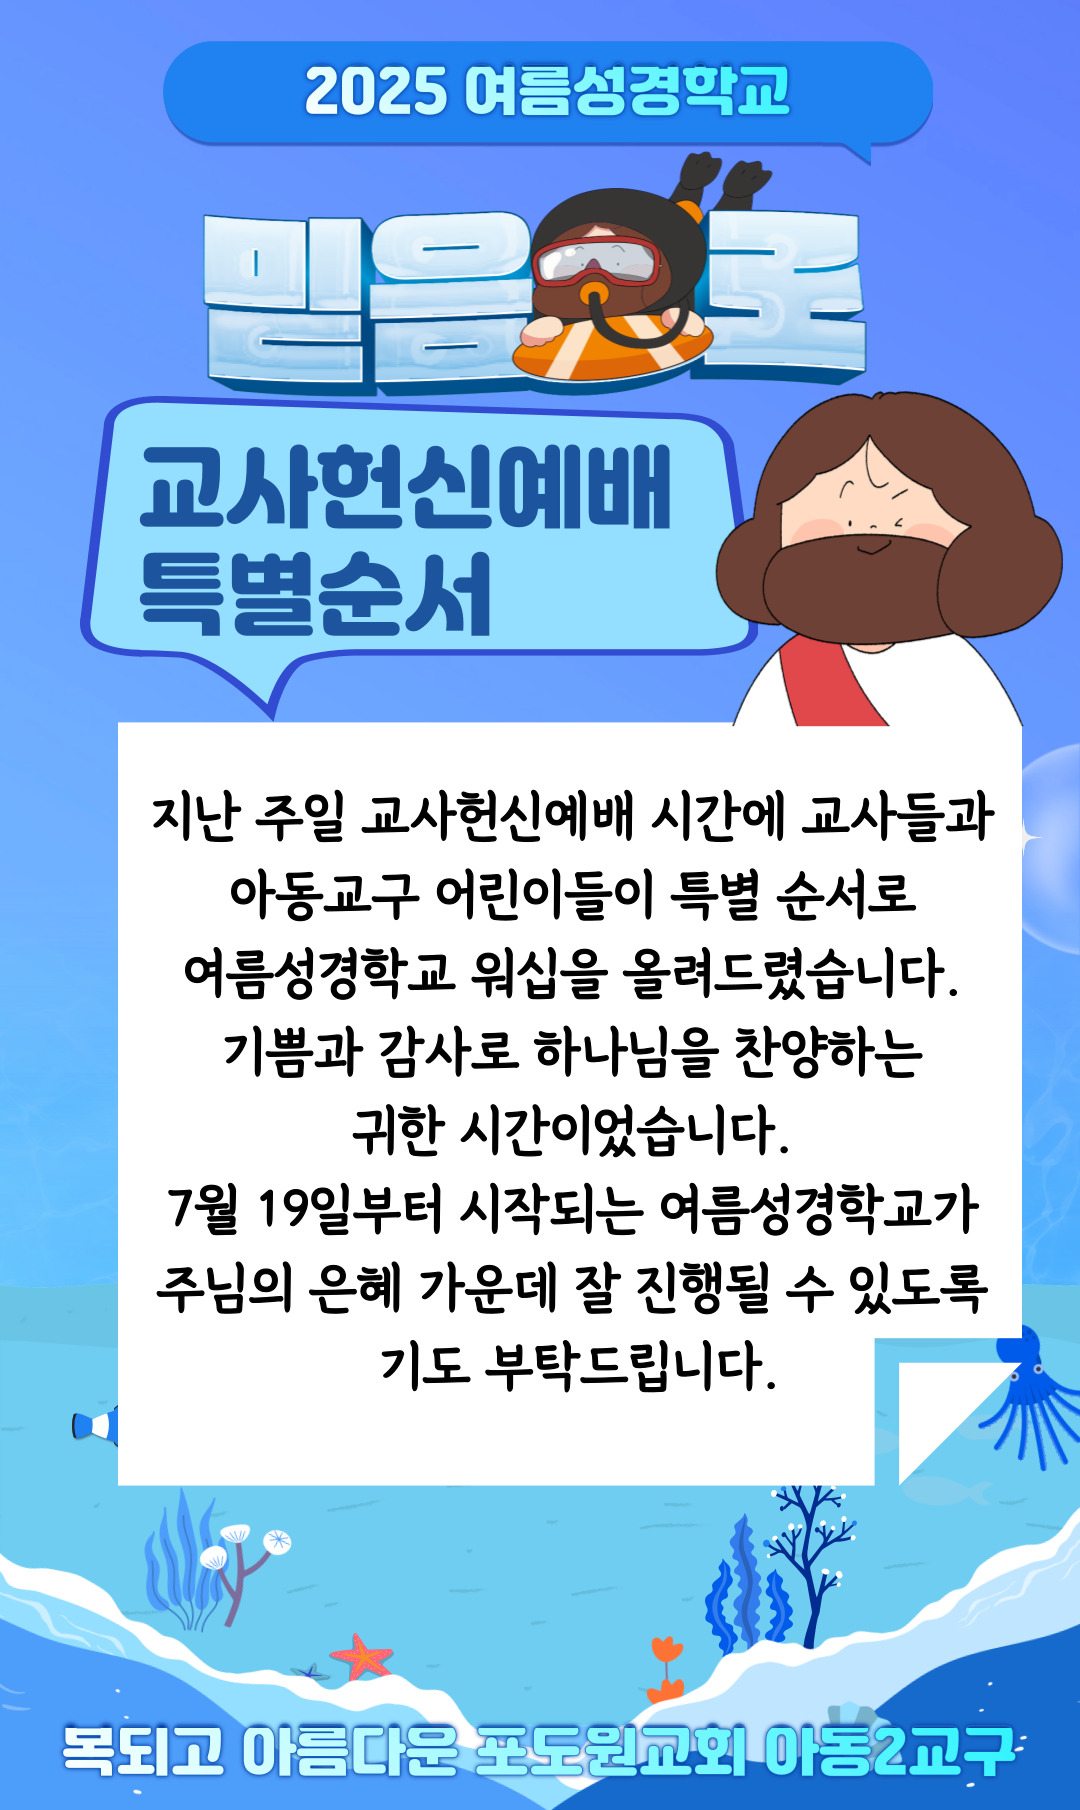 2025 여름성경학교
믿음 조
교사헌신예배
특별순서
지난 주일 교사헌신예배 시간에 교사들과
아동교구 어린이들이 특별 순서로
여름성경학교 워십을 올려드렸습니다.
기쁨과 감사로 하나님을 찬양하는
귀한 시간이었습니다.
7월 19일부터 시작되는 여름성경학교가
주님의 은혜 가운데 잘 진행될 수 있도록
기도 부탁드립니다.
복되고 아름다운 포도원교회 아동2교구